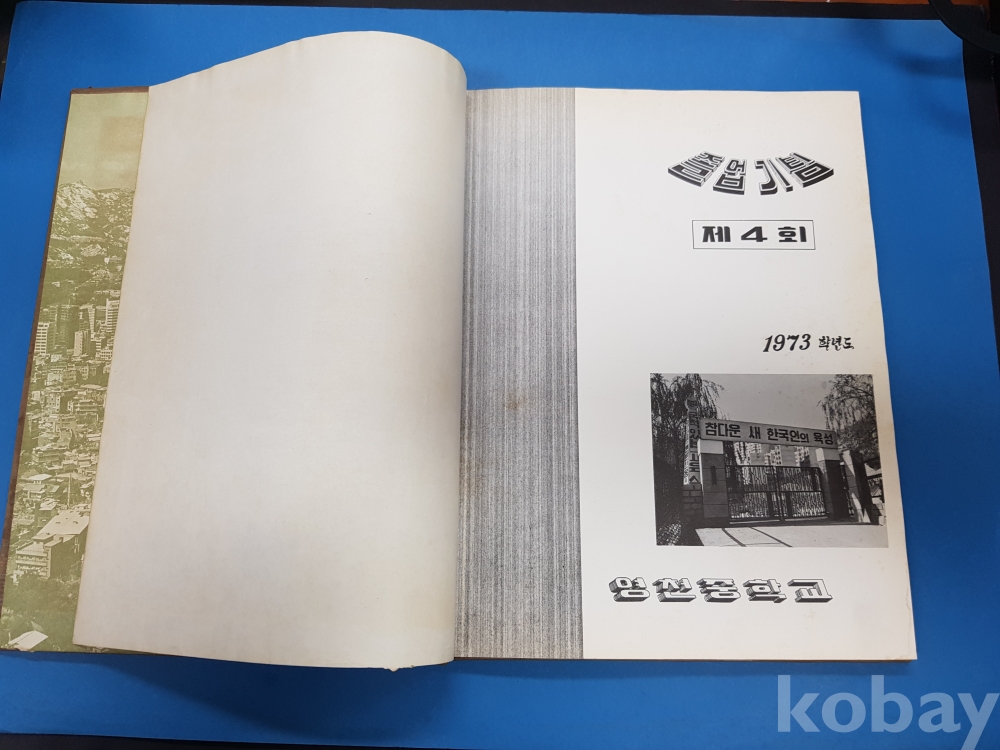 졸업기념
제4회
1973 학년도
참다운 새 한국인의 육성
영천중학교
kobay